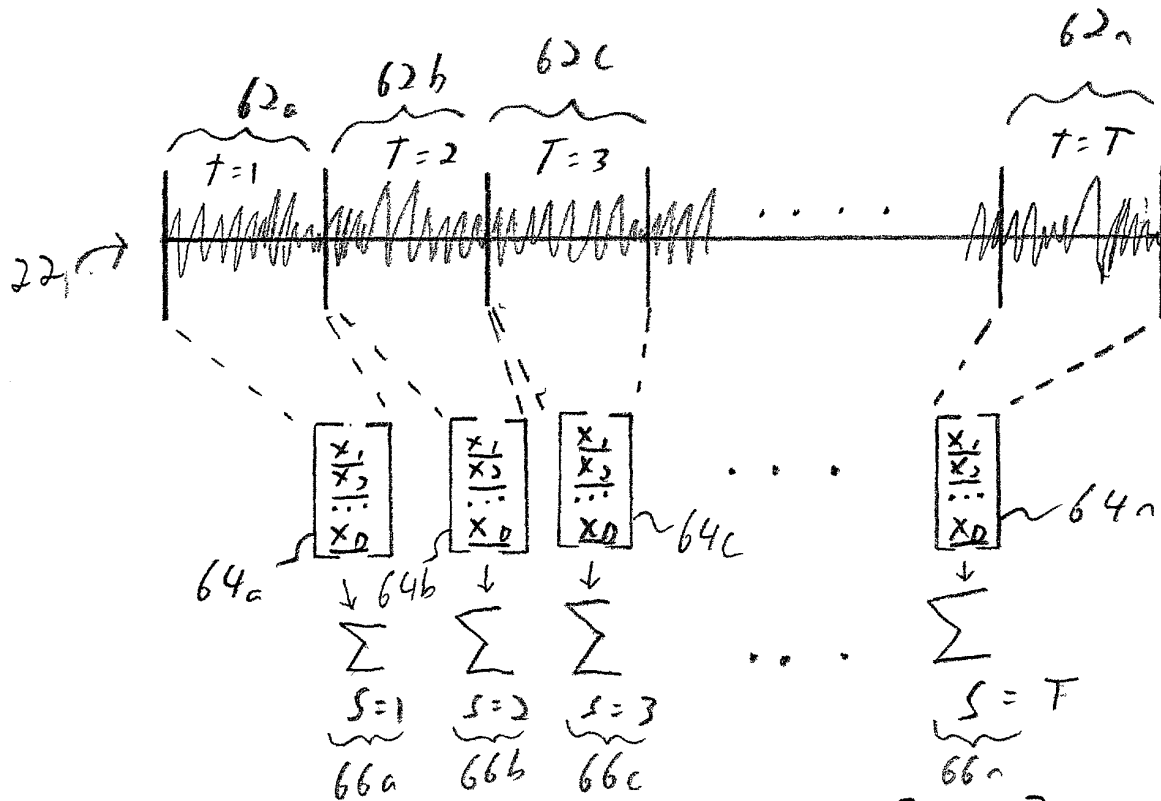 62a 62b 62c 62n
t=1 T=2 T=3 t=T
. . . .
22
x1 x1 x1 x1
x2 x2 . . . x2
⋮ ⋮ ⋮ ⋮
xD xD xD xD
64a 64b 64c 64n
↓ ↓ ↓ ↓
Σ Σ Σ . . . Σ
S=1 S=2 S=3 S=T
66a 66b 66c 66n